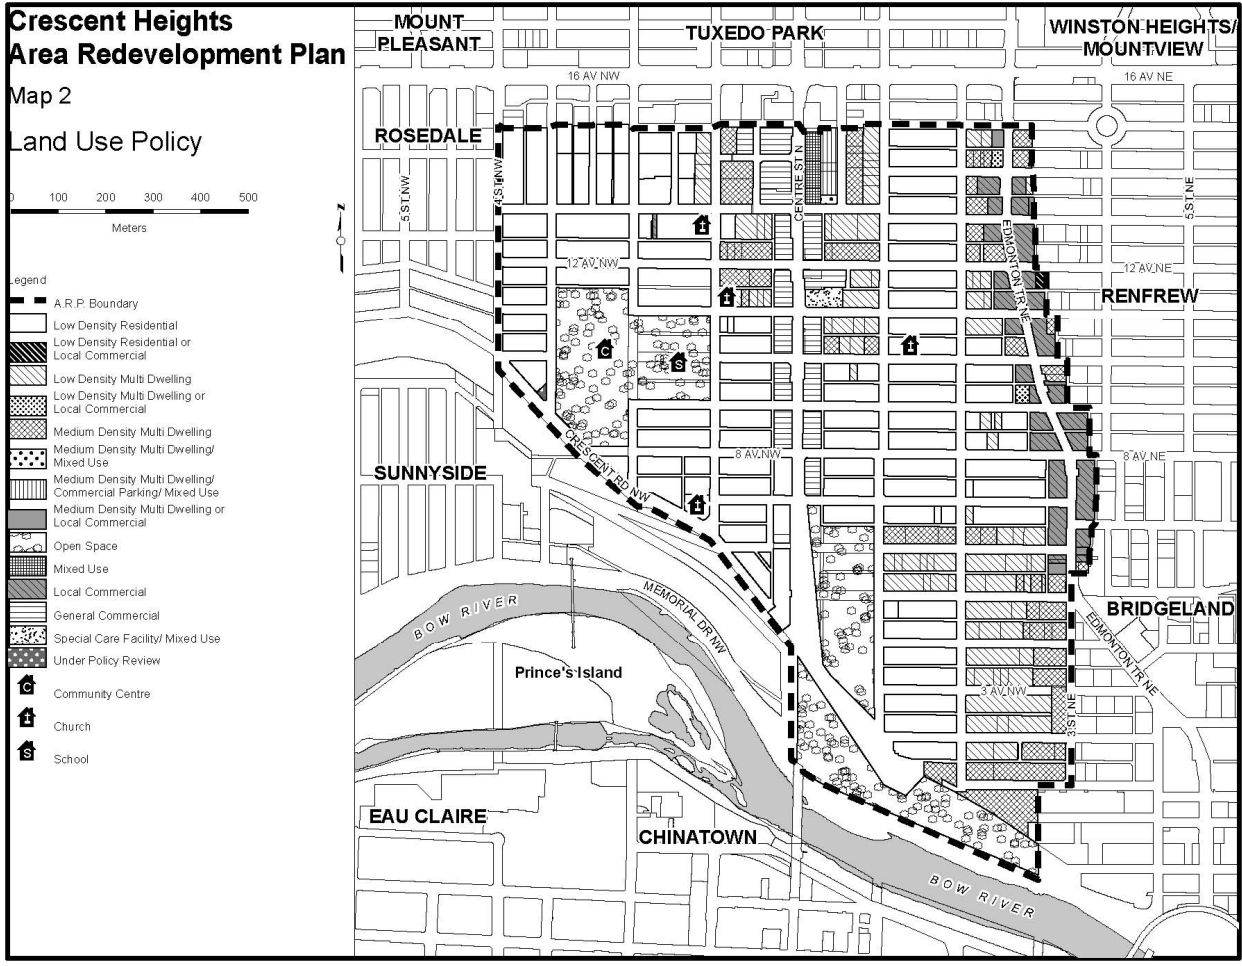 Crescent Heights
Area Redevelopment Plan
Map 2
Land Use Policy
0 100 200 300 400 500
Meters
N
Legend
A.R.P. Boundary
Low Density Residential
Low Density Residential or
Local Commercial
Low Density Multi Dwelling
Low Density Multi Dwelling or
Local Commercial
Medium Density Multi Dwelling
Medium Density Multi Dwelling/
Mixed Use
Medium Density Multi Dwelling/
Commercial Parking/ Mixed Use
Medium Density Multi Dwelling or
Local Commercial
Open Space
Mixed Use
Local Commercial
General Commercial
Special Care Facility/ Mixed Use
Under Policy Review
C
Community Centre
Church
S
School
MOUNT
PLEASANT
TUXEDO PARK
WINSTON HEIGHTS/
MOUNTVIEW
16 AV NW
16 AV NE
ROSEDALE
5 ST NW
4 ST NW
CENTRE ST N
5 ST NE
EDMONTON TR NE
12 AV NW
12 AV NE
RENFREW
C
S
CRESCENT RD NW
8 AV NW
8 AV NE
SUNNYSIDE
MEMORIAL DR NW
BOW RIVER
BRIDGELAND
EDMONTON TR NE
Prince's Island
3 AV NW
3 ST NE
EAU CLAIRE
CHINATOWN
BOW RIVER